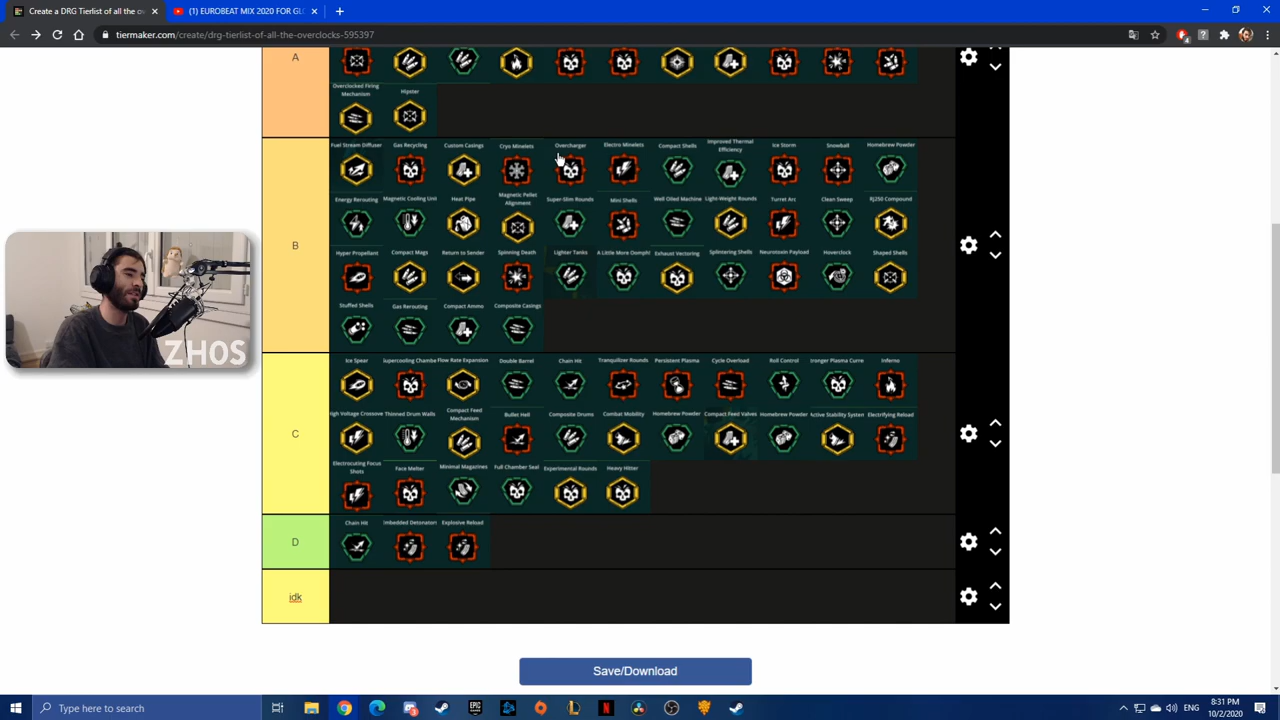 Create a DRG Tierlist of all the ov
(1) EUROBEAT MIX 2020 FOR GL
tiermaker.com/create/drg-tierlist-of-all-the-overclocks-595397
A
Overclocked Firing Mechanism
Hipster
B
Fuel Stream Diffuser
Gas Recycling
Custom Casings
Cryo Minelets
Overcharger
Electro Minelets
Compact Shells
Improved Thermal Efficiency
Ice Storm
Snowball
Homebrew Powder
Energy Rerouting
Magnetic Cooling Unit
Heat Pipe
Magnetic Pellet Alignment
Super-Slim Rounds
Mini Shells
Well Oiled Machine
Light-Weight Rounds
Turret Arc
Clean Sweep
RJ250 Compound
Hyper Propellant
Compact Mags
Return to Sender
Spinning Death
Lighter Tanks
A Little More Oomph!
Exhaust Vectoring
Splintering Shells
Neurotoxin Payload
Hoverclock
Shaped Shells
Stuffed Shells
Gas Rerouting
Compact Ammo
Composite Casings
C
Ice Spear
Supercooling Chambe
Flow Rate Expansion
Double Barrel
Chain Hit
Tranquilizer Rounds
Persistent Plasma
Cycle Overload
Roll Control
tronger Plasma Curre
Inferno
High Voltage Crossove
Thinned Drum Walls
Compact Feed Mechanism
Bullet Hell
Composite Drums
Combat Mobility
Homebrew Powder
Compact Feed Valves
Homebrew Powder
Active Stability System
Electrifying Reload
Electrocuting Focus Shots
Face Melter
Minimal Magazines
Full Chamber Seal
Experimental Rounds
Heavy Hitter
D
Chain Hit
Embedded Detonators
Explosive Reload
idk
Save/Download
ZHOS
Type here to search
ENG
8:31 PM
10/2/2020